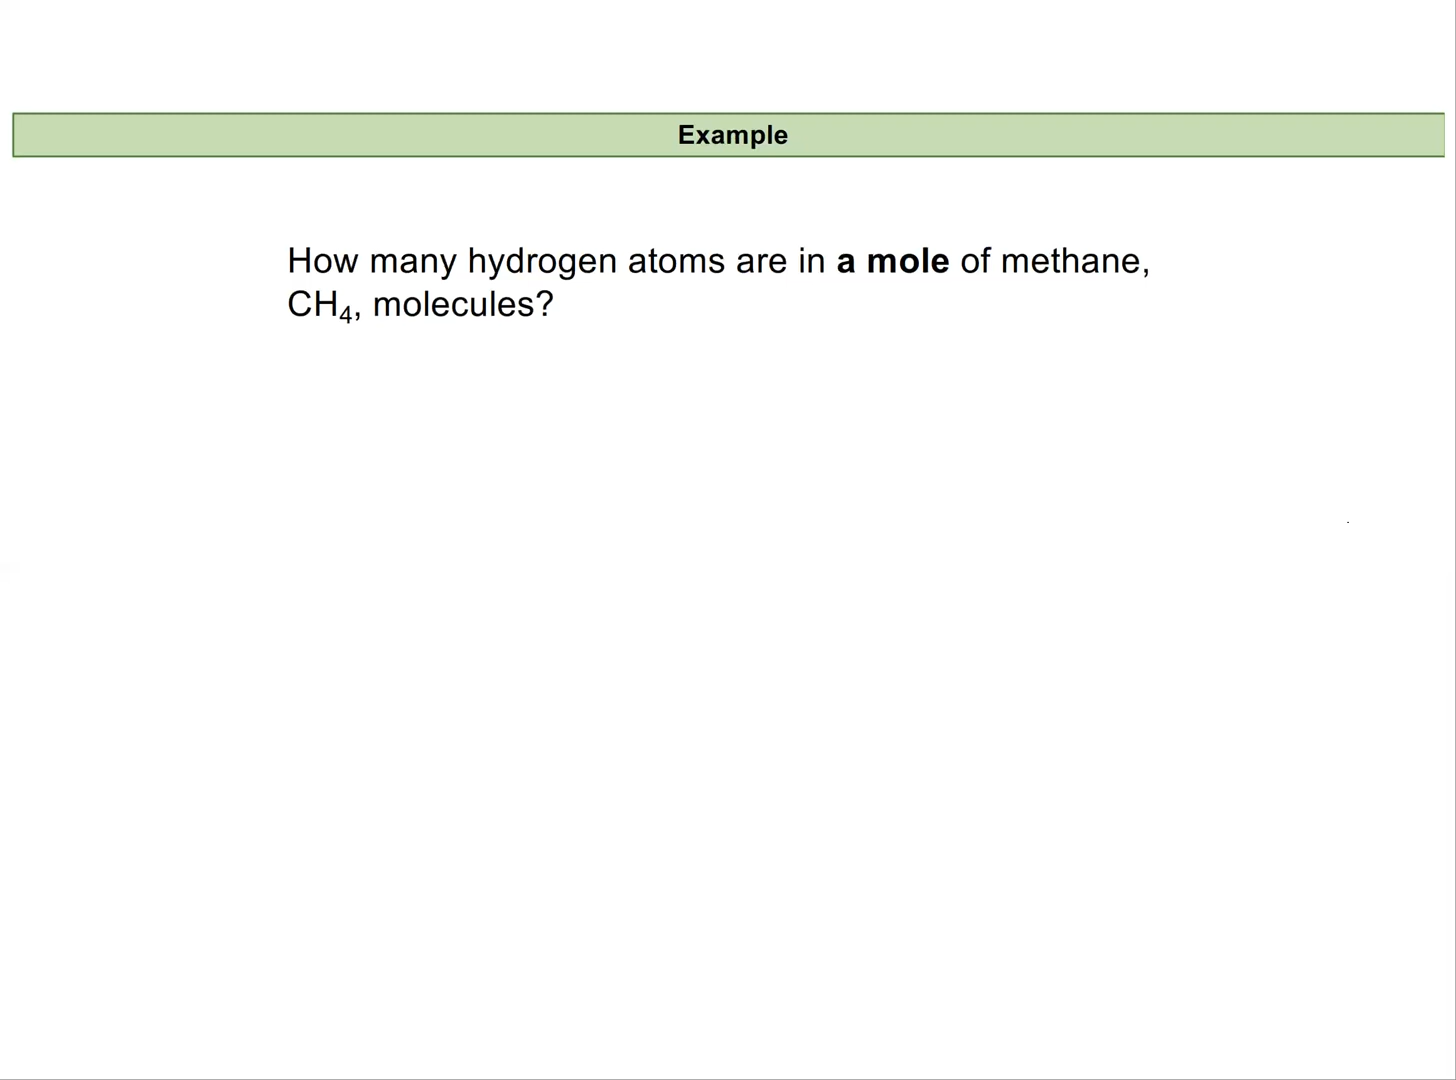 Example
How many hydrogen atoms are in a mole of methane,
CH₄, molecules?